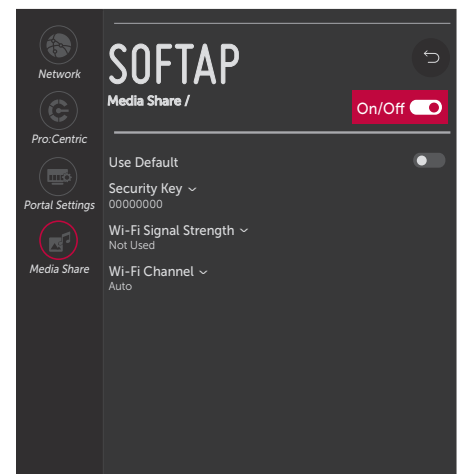 SOFTAP
Media Share /
On/Off
Network
Pro:Centric
Portal Settings
Media Share
Use Default
Security Key
00000000
Wi-Fi Signal Strength
Not Used
Wi-Fi Channel
Auto